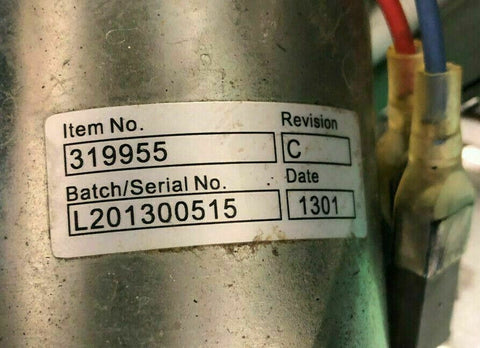 Item No. Revision
319955 C
Batch/Serial No. Date
L201300515 1301